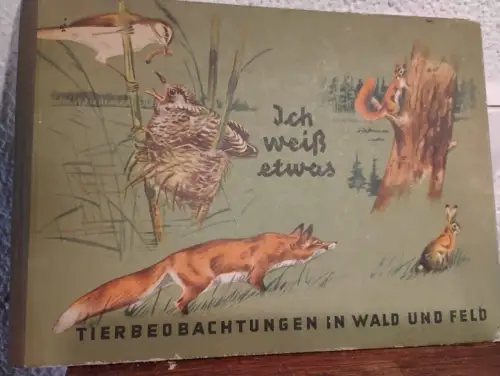 Ich
weiß
etwas
TIERBEOBACHTUNGEN IN WALD UND FELD